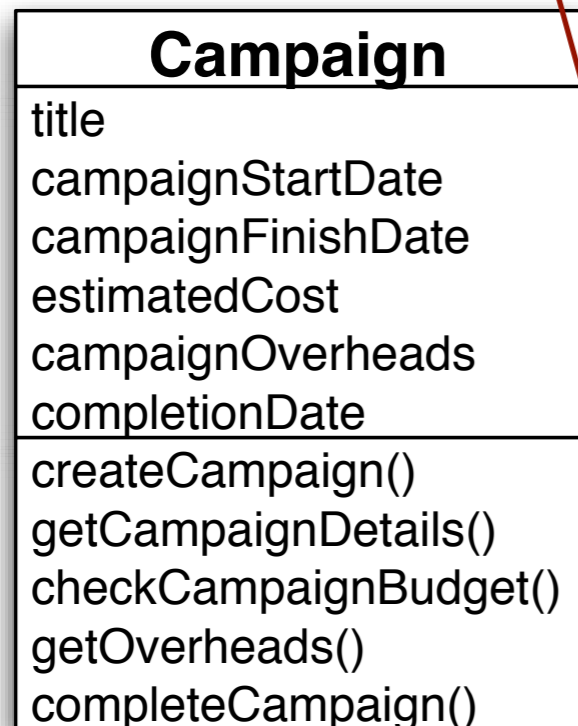 Campaign
title
campaignStartDate
campaignFinishDate
estimatedCost
campaignOverheads
completionDate
createCampaign()
getCampaignDetails()
checkCampaignBudget()
getOverheads()
completeCampaign()